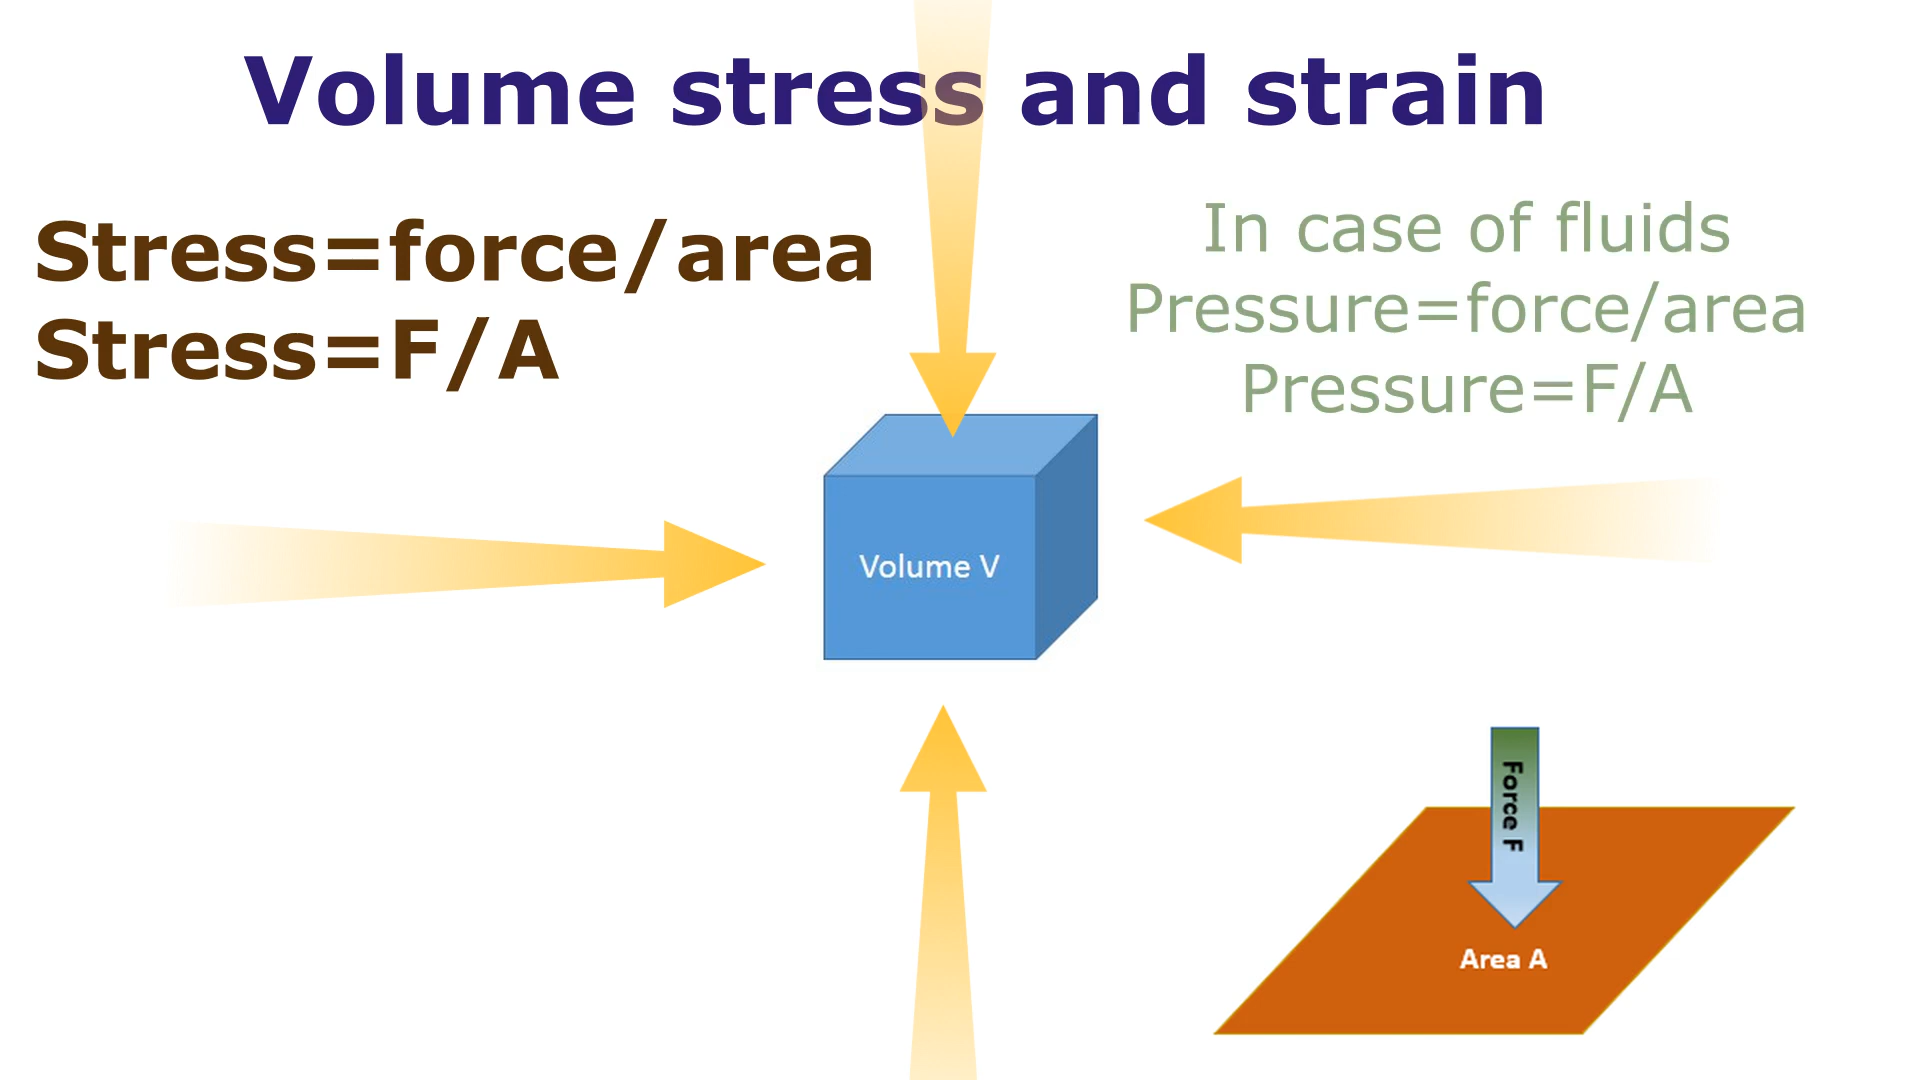 Volume stress and strain
Stress=force/area
Stress=F/A
In case of fluids
Pressure=force/area
Pressure=F/A
Volume V
Force F
Area A